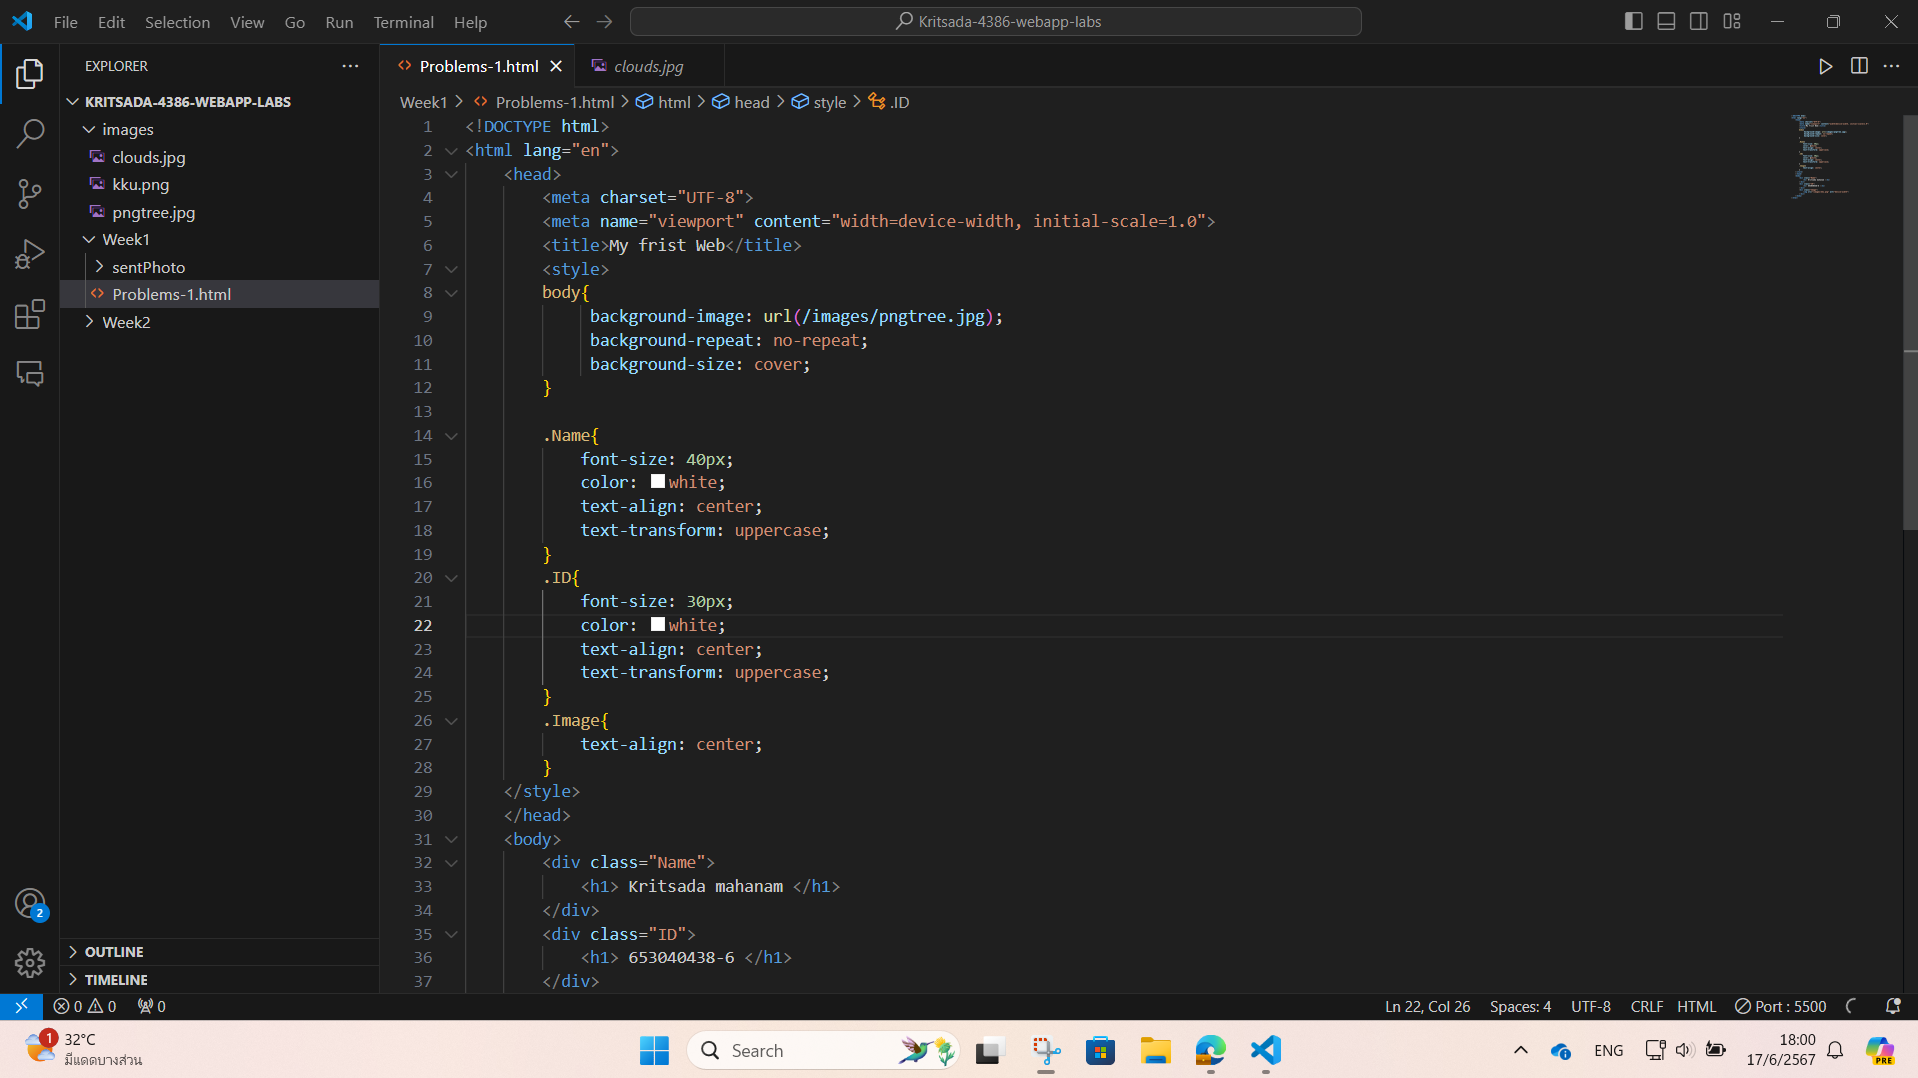 File Edit Selection View Go Run Terminal Help
Kritsada-4386-webapp-labs
EXPLORER
KRITSADA-4386-WEBAPP-LABS
images
clouds.jpg
kku.png
pngtree.jpg
Week1
sentPhoto
Problems-1.html
Week2
OUTLINE
TIMELINE
Problems-1.html
clouds.jpg
Week1 > Problems-1.html > html > head > style > .ID
1 <!DOCTYPE html>
2 <html lang="en">
3 <head>
4 <meta charset="UTF-8">
5 <meta name="viewport" content="width=device-width, initial-scale=1.0">
6 <title>My frist Web</title>
7 <style>
8 body{
9 background-image: url(/images/pngtree.jpg);
10 background-repeat: no-repeat;
11 background-size: cover;
12 }
13
14 .Name{
15 font-size: 40px;
16 color: white;
17 text-align: center;
18 text-transform: uppercase;
19 }
20 .ID{
21 font-size: 30px;
22 color: white;
23 text-align: center;
24 text-transform: uppercase;
25 }
26 .Image{
27 text-align: center;
28 }
29 </style>
30 </head>
31 <body>
32 <div class="Name">
33 <h1> Kritsada mahanam </h1>
34 </div>
35 <div class="ID">
36 <h1> 653040438-6 </h1>
37 </div>
2
0 0 0
Ln 22, Col 26 Spaces: 4 UTF-8 CRLF HTML Port : 5500
1
32°C
มีแดดบางส่วน
Search
ENG
18:00
17/6/2567
PRE